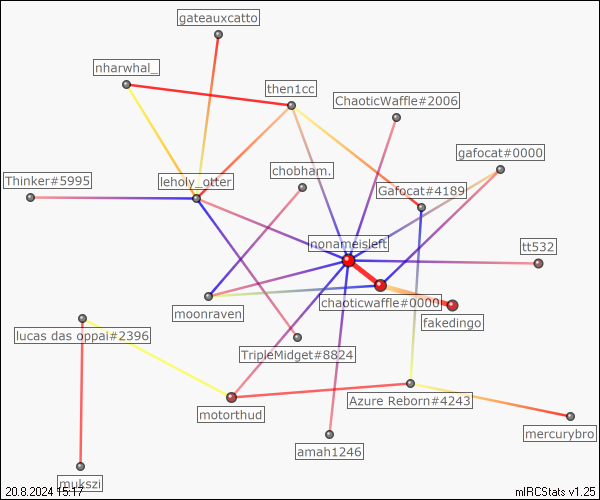 gateauxcatto
nharwhal_
then1cc
ChaoticWaffle#2006
gafocat#0000
chobham.
Thinker#5995
leholy_otter
Gafocat#4189
nonameisleft
tt532
chaoticwaffle#0000
moonraven
fakedingo
lucas das oppai#2396
TripleMidget#8824
Azure Reborn#4243
motorthud
mercurybro
amah1246
mukszi
20.8.2024 15:17
mIRCStats v1.25